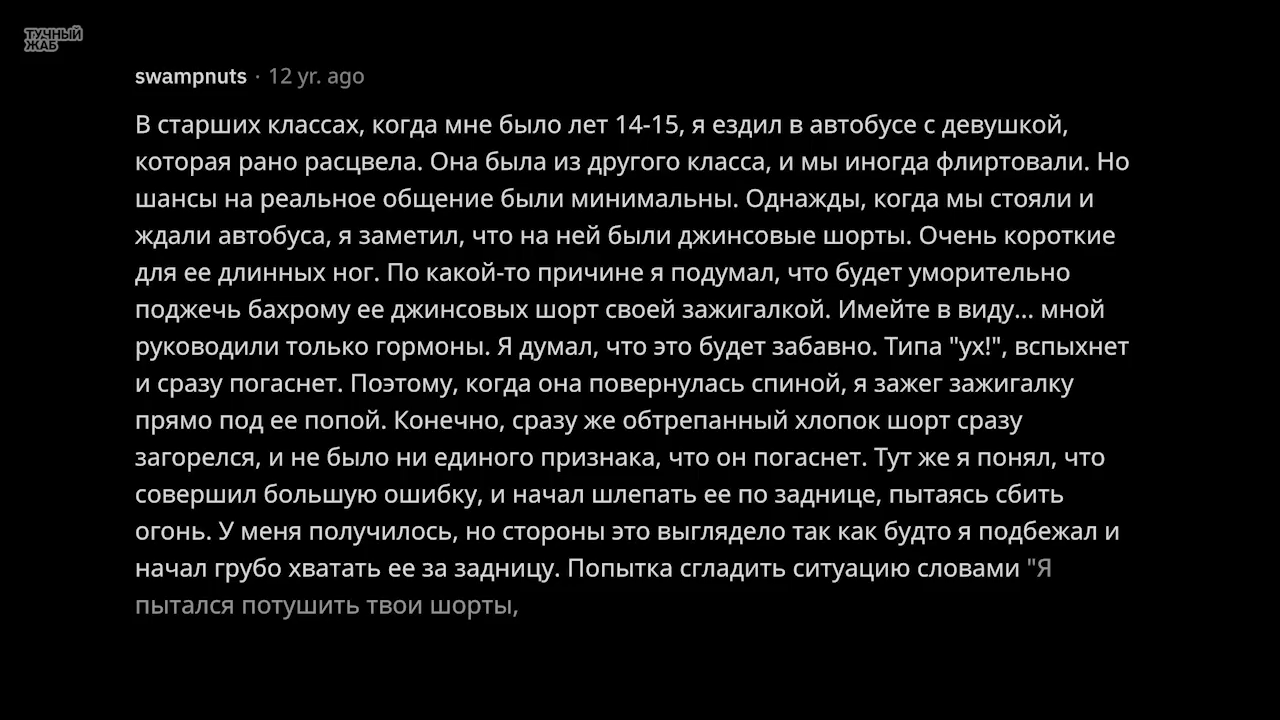 ТУЧНЫЙ
ЖАБ
swampnuts · 12 yr. ago
В старших классах, когда мне было лет 14-15, я ездил в автобусе с девушкой,
которая рано расцвела. Она была из другого класса, и мы иногда флиртовали. Но
шансы на реальное общение были минимальны. Однажды, когда мы стояли и
ждали автобуса, я заметил, что на ней были джинсовые шорты. Очень короткие
для ее длинных ног. По какой-то причине я подумал, что будет уморительно
поджечь бахрому ее джинсовых шорт своей зажигалкой. Имейте в виду... мной
руководили только гормоны. Я думал, что это будет забавно. Типа "ух!", вспыхнет
и сразу погаснет. Поэтому, когда она повернулась спиной, я зажег зажигалку
прямо под ее попой. Конечно, сразу же обтрепанный хлопок шорт сразу
загорелся, и не было ни единого признака, что он погаснет. Тут же я понял, что
совершил большую ошибку, и начал шлепать ее по заднице, пытаясь сбить
огонь. У меня получилось, но стороны это выглядело так как будто я подбежал и
начал грубо хватать ее за задницу. Попытка сгладить ситуацию словами "Я
пытался потушить твои шорты,